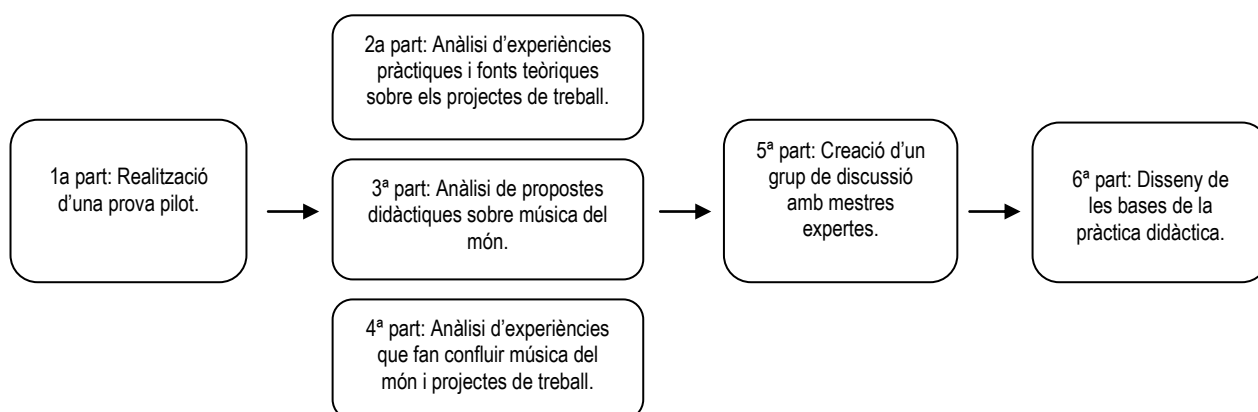 2a part: Anàlisi d'experiències
pràctiques i fonts teòriques
sobre els projectes de treball.
1a part: Realització
d'una prova pilot.
3ª part: Anàlisi de propostes
didàctiques sobre música del
món.
4ª part: Anàlisi d'experiències
que fan confluir música del
món i projectes de treball.
5ª part: Creació d'un
grup de discussió
amb mestres
expertes.
6ª part: Disseny de
les bases de la
pràctica didàctica.